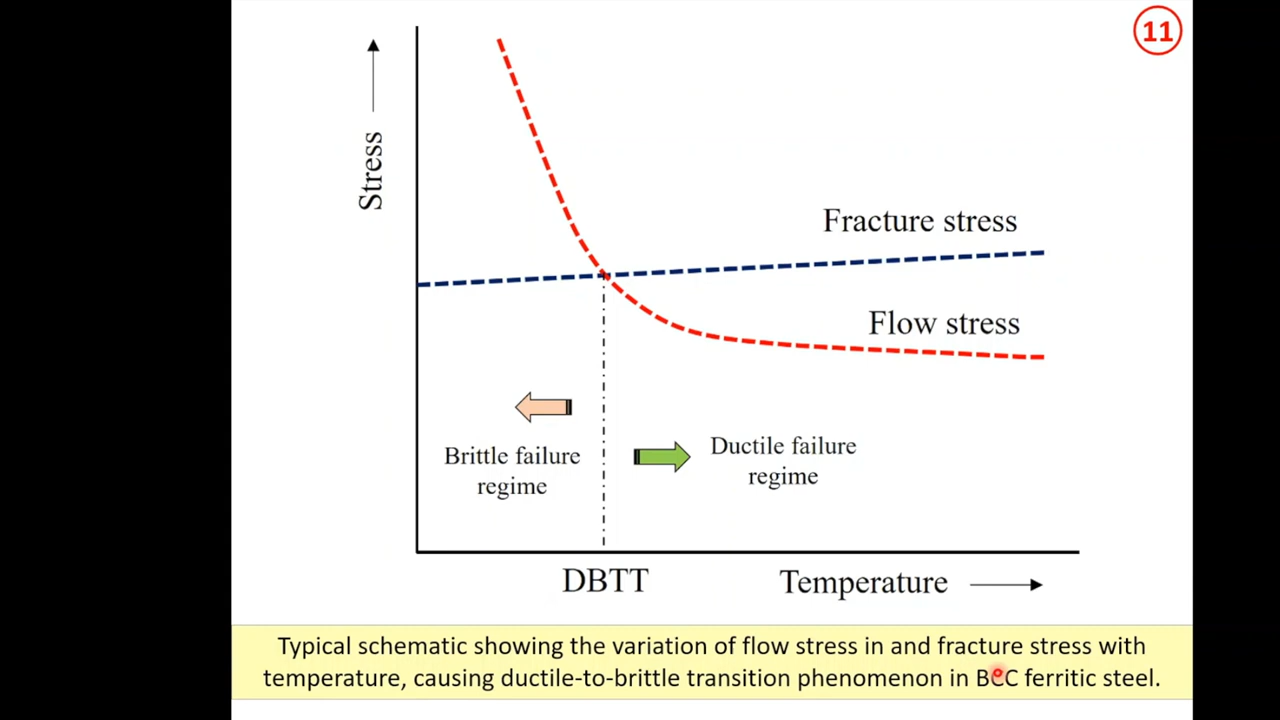 11
Stress
Fracture stress
Flow stress
Brittle failure
regime
Ductile failure
regime
DBTT
Temperature
Typical schematic showing the variation of flow stress in and fracture stress with
temperature, causing ductile-to-brittle transition phenomenon in BCC ferritic steel.